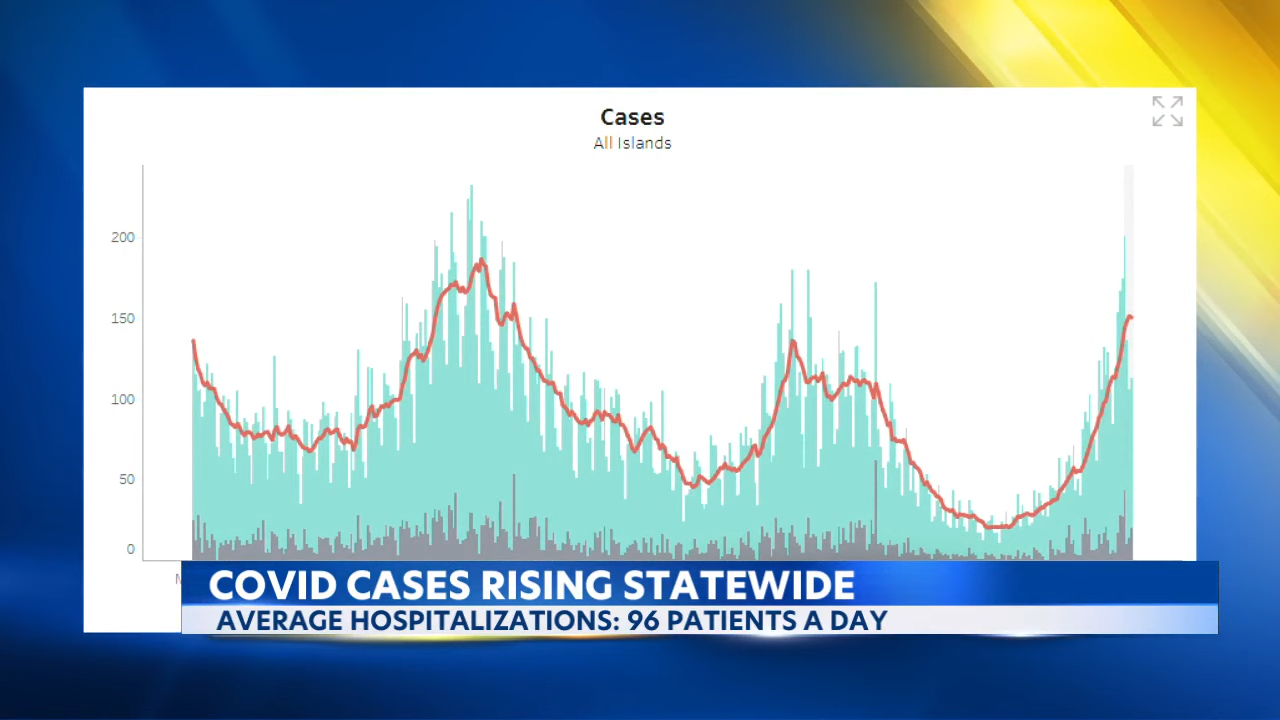 Cases
All Islands
200
150
100
50
0
COVID CASES RISING STATEWIDE
AVERAGE HOSPITALIZATIONS: 96 PATIENTS A DAY